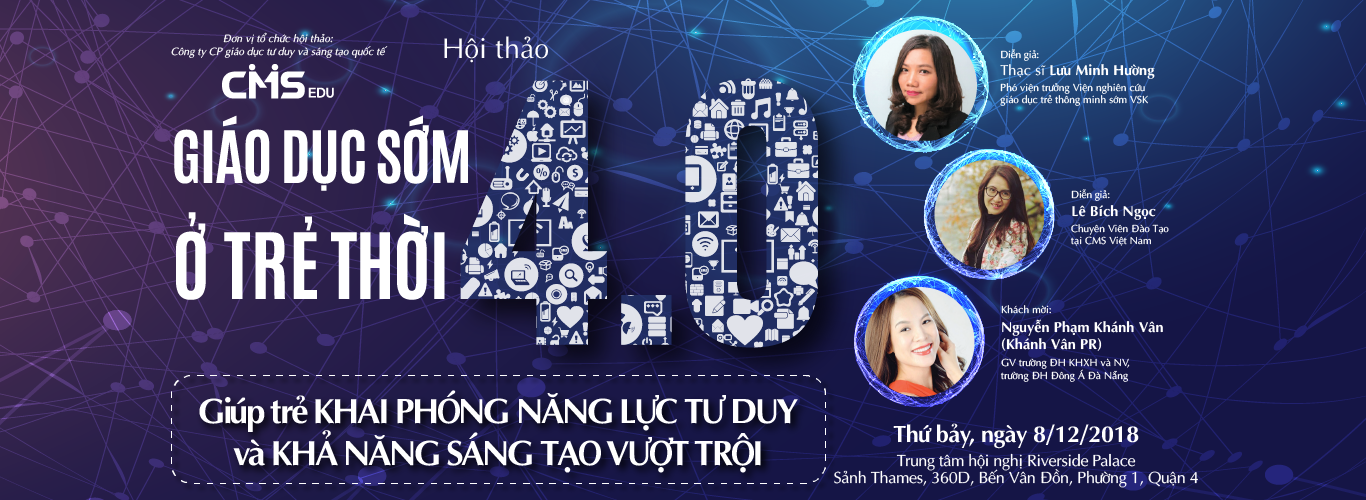 Đơn vị tổ chức hội thảo:
Công ty CP giáo dục tư duy và sáng tạo quốc tế
CMS EDU
Hội thảo
GIÁO DỤC SỚM
Ở TRẺ THỜI
4.0
Giúp trẻ KHAI PHÓNG NĂNG LỰC TƯ DUY
và KHẢ NĂNG SÁNG TẠO VƯỢT TRỘI
Diễn giả:
Thạc sĩ Lưu Minh Hường
Phó viện trưởng Viện nghiên cứu
giáo dục trẻ thông minh sớm VSK
Diễn giả:
Lê Bích Ngọc
Chuyên Viên Đào Tạo
tại CMS Việt Nam
Khách mời:
Nguyễn Phạm Khánh Vân
(Khánh Vân PR)
GV trường ĐH KHXH và NV,
trường ĐH Đông Á Đà Nẵng
Thứ bảy, ngày 8/12/2018
Trung tâm hội nghị Riverside Palace
Sảnh Thames, 360D, Bến Vân Đồn, Phường 1, Quận 4